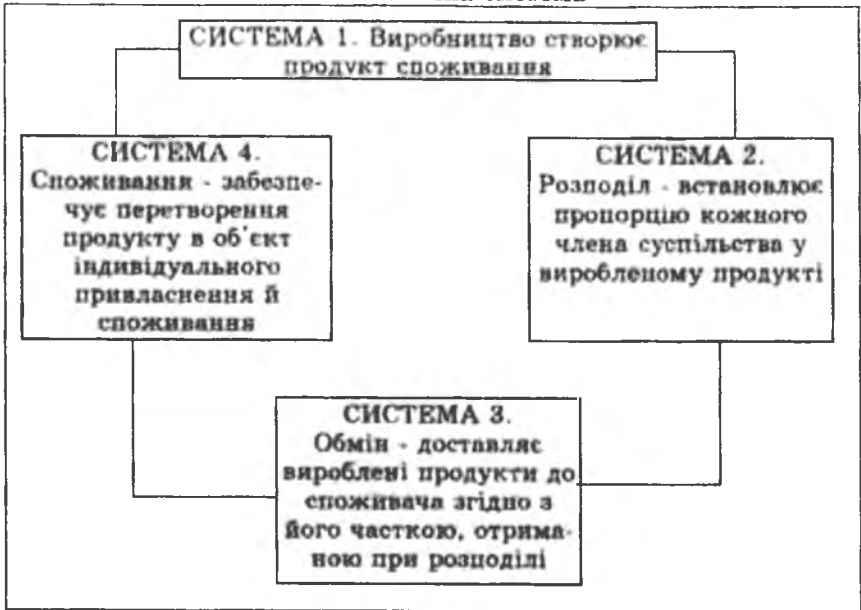 СИСТЕМА 1. Виробництво створює
продукт споживання
СИСТЕМА 4.
Споживання - забезпе-
чує перетворення
продукту в об'єкт
індивідуального
привласнення й
споживання
СИСТЕМА 2.
Розподіл - встановлює
пропорцію кожного
члена суспільства у
виробленому продукті
СИСТЕМА 3.
Обмін - доставляє
вироблені продукти до
споживача згідно з
його часткою, отрима-
ною при розподілі